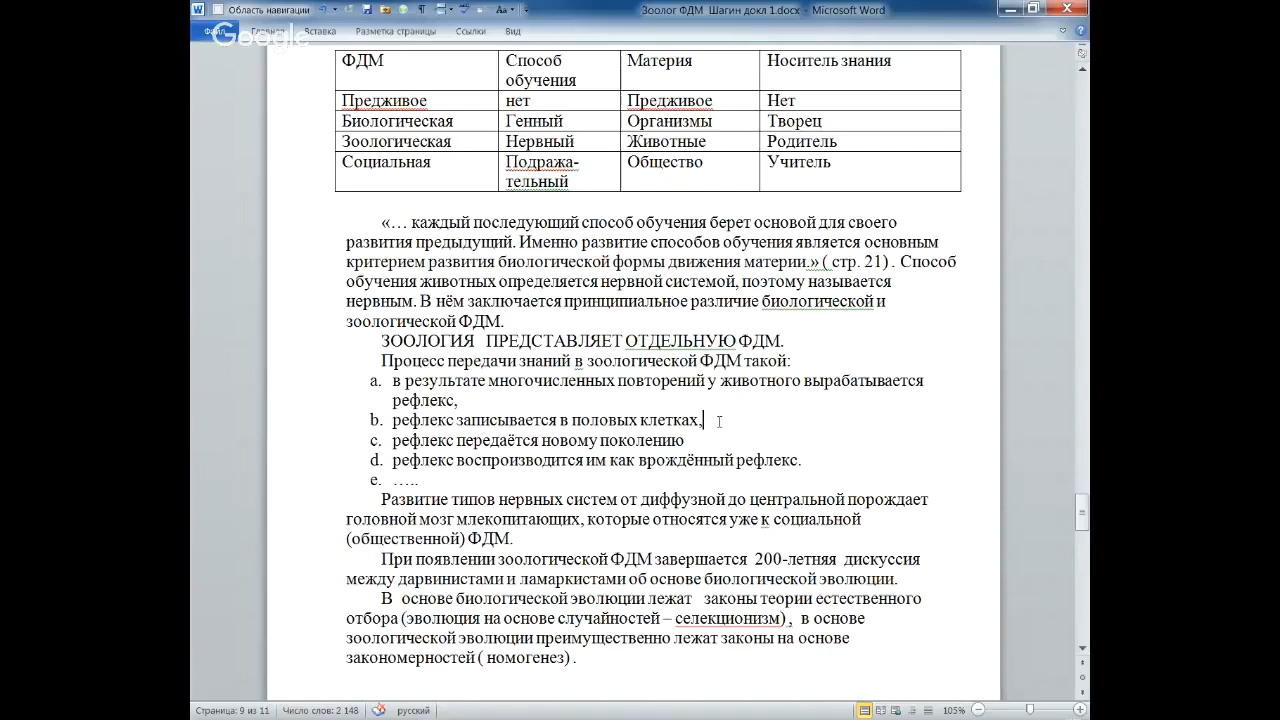 Область навигации
Зоолог ФДМ Шагин докл 1.docx - Microsoft Word
Файл Главная Вставка Разметка страницы Ссылки Вид
Google
ФДМ Способ обучения Материя Носитель знания
Предживое нет Предживое Нет
Биологическая Генный Организмы Творец
Зоологическая Нервный Животные Родитель
Социальная Подража-тельный Общество Учитель
«… каждый последующий способ обучения берет основой для своего
развития предыдущий. Именно развитие способов обучения является основным
критерием развития биологической формы движения материи.» ( стр. 21) . Способ
обучения животных определяется нервной системой, поэтому называется
нервным. В нём заключается принципиальное различие биологической и
зоологической ФДМ.
ЗООЛОГИЯ ПРЕДСТАВЛЯЕТ ОТДЕЛЬНУЮ ФДМ.
Процесс передачи знаний в зоологической ФДМ такой:
a. в результате многочисленных повторений у животного вырабатывается
рефлекс,
b. рефлекс записывается в половых клетках,
c. рефлекс передаётся новому поколению
d. рефлекс воспроизводится им как врождённый рефлекс.
e. …..
Развитие типов нервных систем от диффузной до центральной порождает
головной мозг млекопитающих, которые относятся уже к социальной
(общественной) ФДМ.
При появлении зоологической ФДМ завершается 200-летняя дискуссия
между дарвинистами и ламаркистами об основе биологической эволюции.
В основе биологической эволюции лежат законы теории естественного
отбора (эволюция на основе случайностей – селекционизм) , в основе
зоологической эволюции преимущественно лежат законы на основе
закономерностей ( номогенез) .
Страница: 9 из 11 Число слов: 2 148 русский 105%